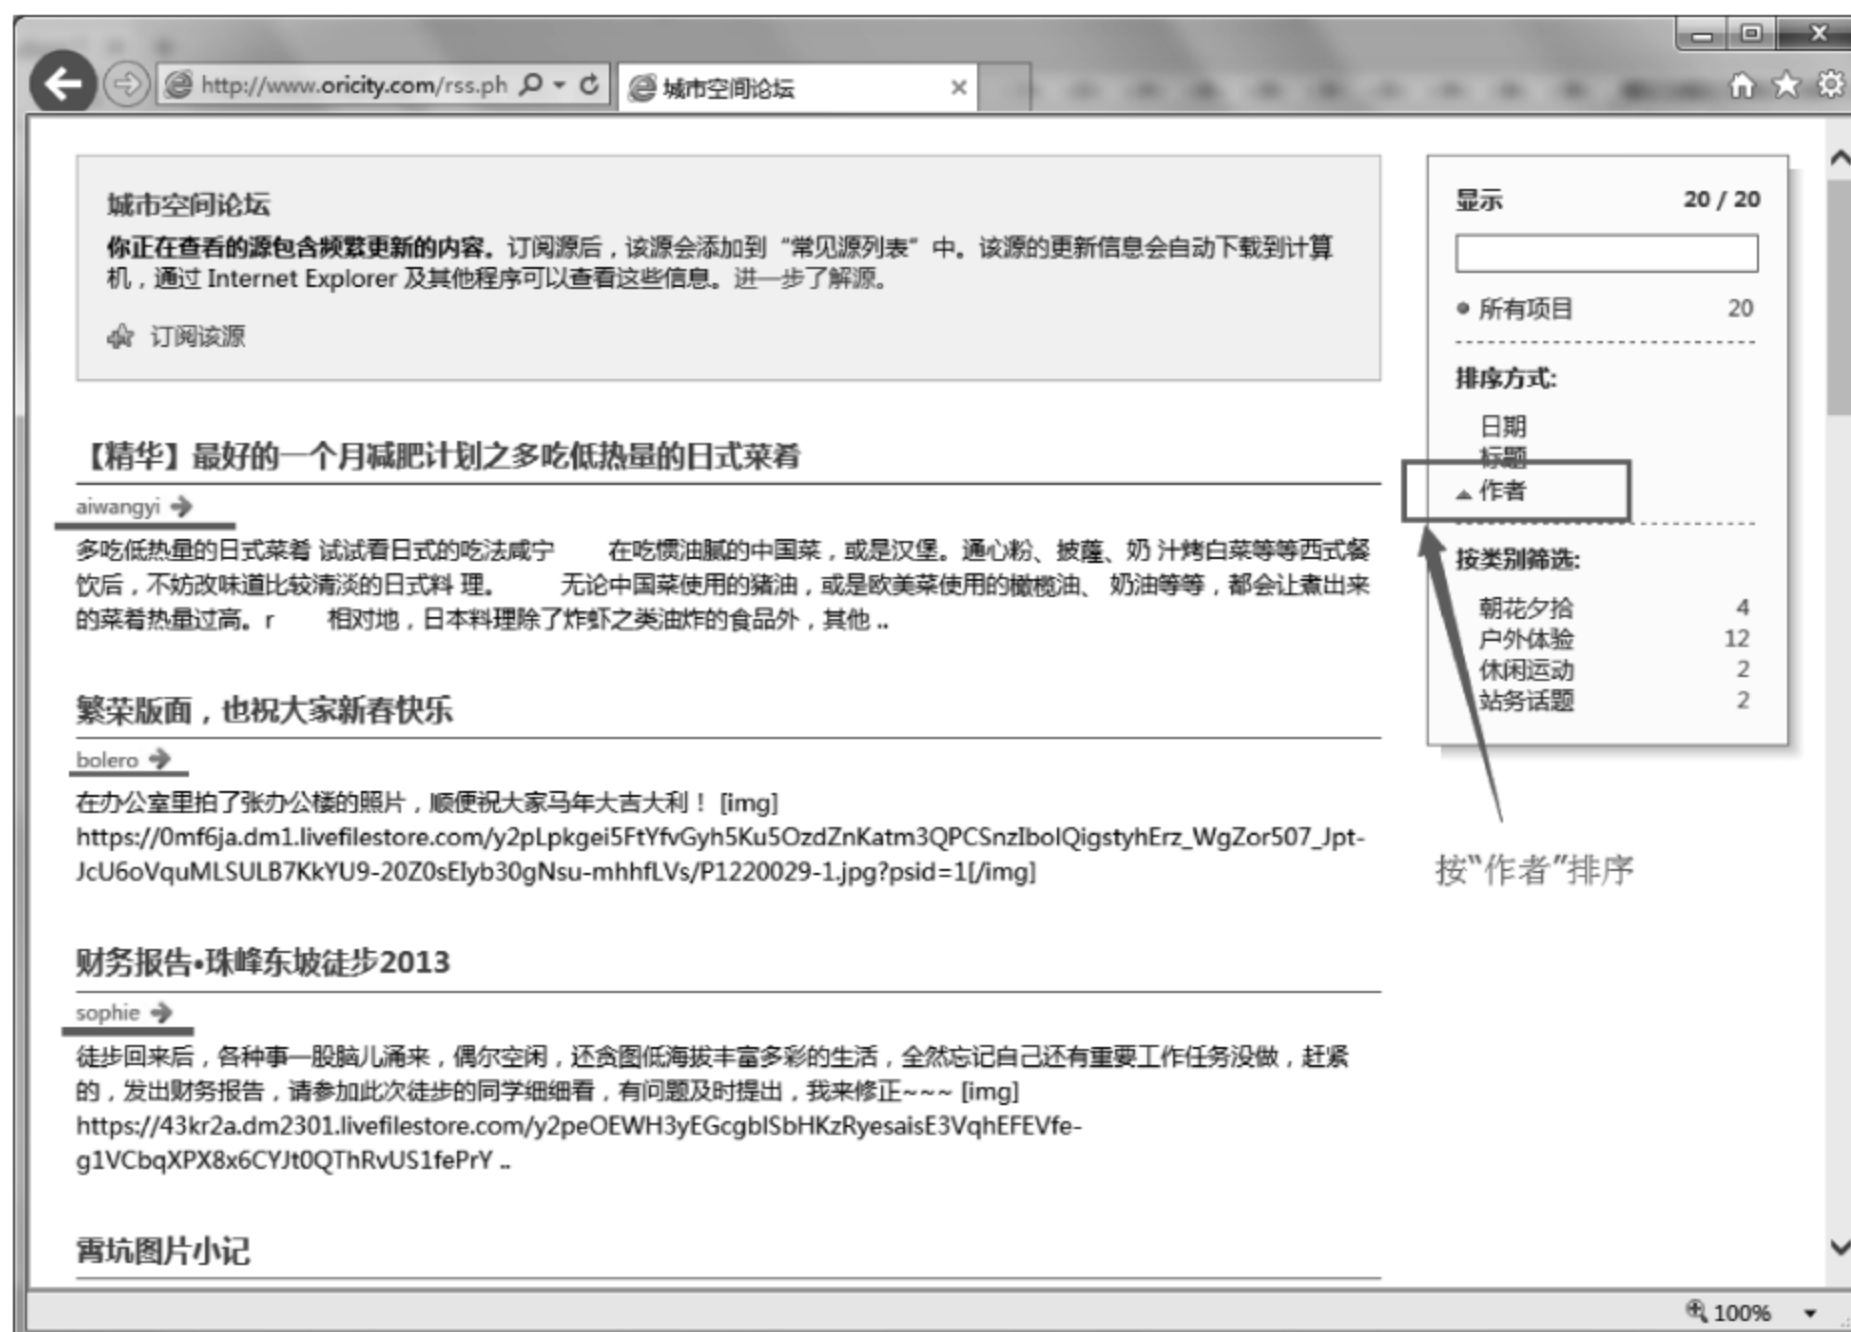 http://www.oricity.com/rss.ph
城市空间论坛
城市空间论坛
你正在查看的源包含频繁更新的内容。订阅源后，该源会添加到“常见源列表”中。该源的更新信息会自动下载到计算
机，通过 Internet Explorer 及其他程序可以查看这些信息。进一步了解源。
订阅该源
【精华】最好的一个月减肥计划之多吃低热量的日式菜肴
aiwangyi
多吃低热量的日式菜肴 试试看日式的吃法咸宁 在吃惯油腻的中国菜，或是汉堡。通心粉、披薩、奶 汁烤白菜等等西式餐
饮后，不妨改味道比较清淡的日式料 理。 无论中国菜使用的猪油，或是欧美菜使用的橄榄油、 奶油等等，都会让煮出来
的菜肴热量过高。r 相对地，日本料理除了炸虾之类油炸的食品外，其他 ..
繁荣版面，也祝大家新春快乐
bolero
在办公室里拍了张办公楼的照片，顺便祝大家马年大吉大利！ [img]
https://0mf6ja.dm1.livefilestore.com/y2pLpkgei5FtYfvGyh5Ku5OzdZnKatm3QPCSnzIbolQigstyhErz_WgZor507_Jpt-
JcU6oVquMLSULB7KkYU9-20Z0sEIyb30gNsu-mhhfLVs/P1220029-1.jpg?psid=1[/img]
财务报告•珠峰东坡徒步2013
sophie
徒步回来后，各种事一股脑儿涌来，偶尔空闲，还贪图低海拔丰富多彩的生活，全然忘记自己还有重要工作任务没做，赶紧
的，发出财务报告，请参加此次徒步的同学细细看，有问题及时提出，我来修正~~~ [img]
https://43kr2a.dm2301.livefilestore.com/y2peOEWH3yEGcgblSbHKzRyesaisE3VqhEFEVfe-
g1VCbqXPX8x6CYJt0QThRvUS1fePrY ..
霄坑图片小记
显示 20 / 20
所有项目 20
排序方式:
日期
标题
作者
按类别筛选:
朝花夕拾 4
户外体验 12
休闲运动 2
站务话题 2
按“作者”排序
100%